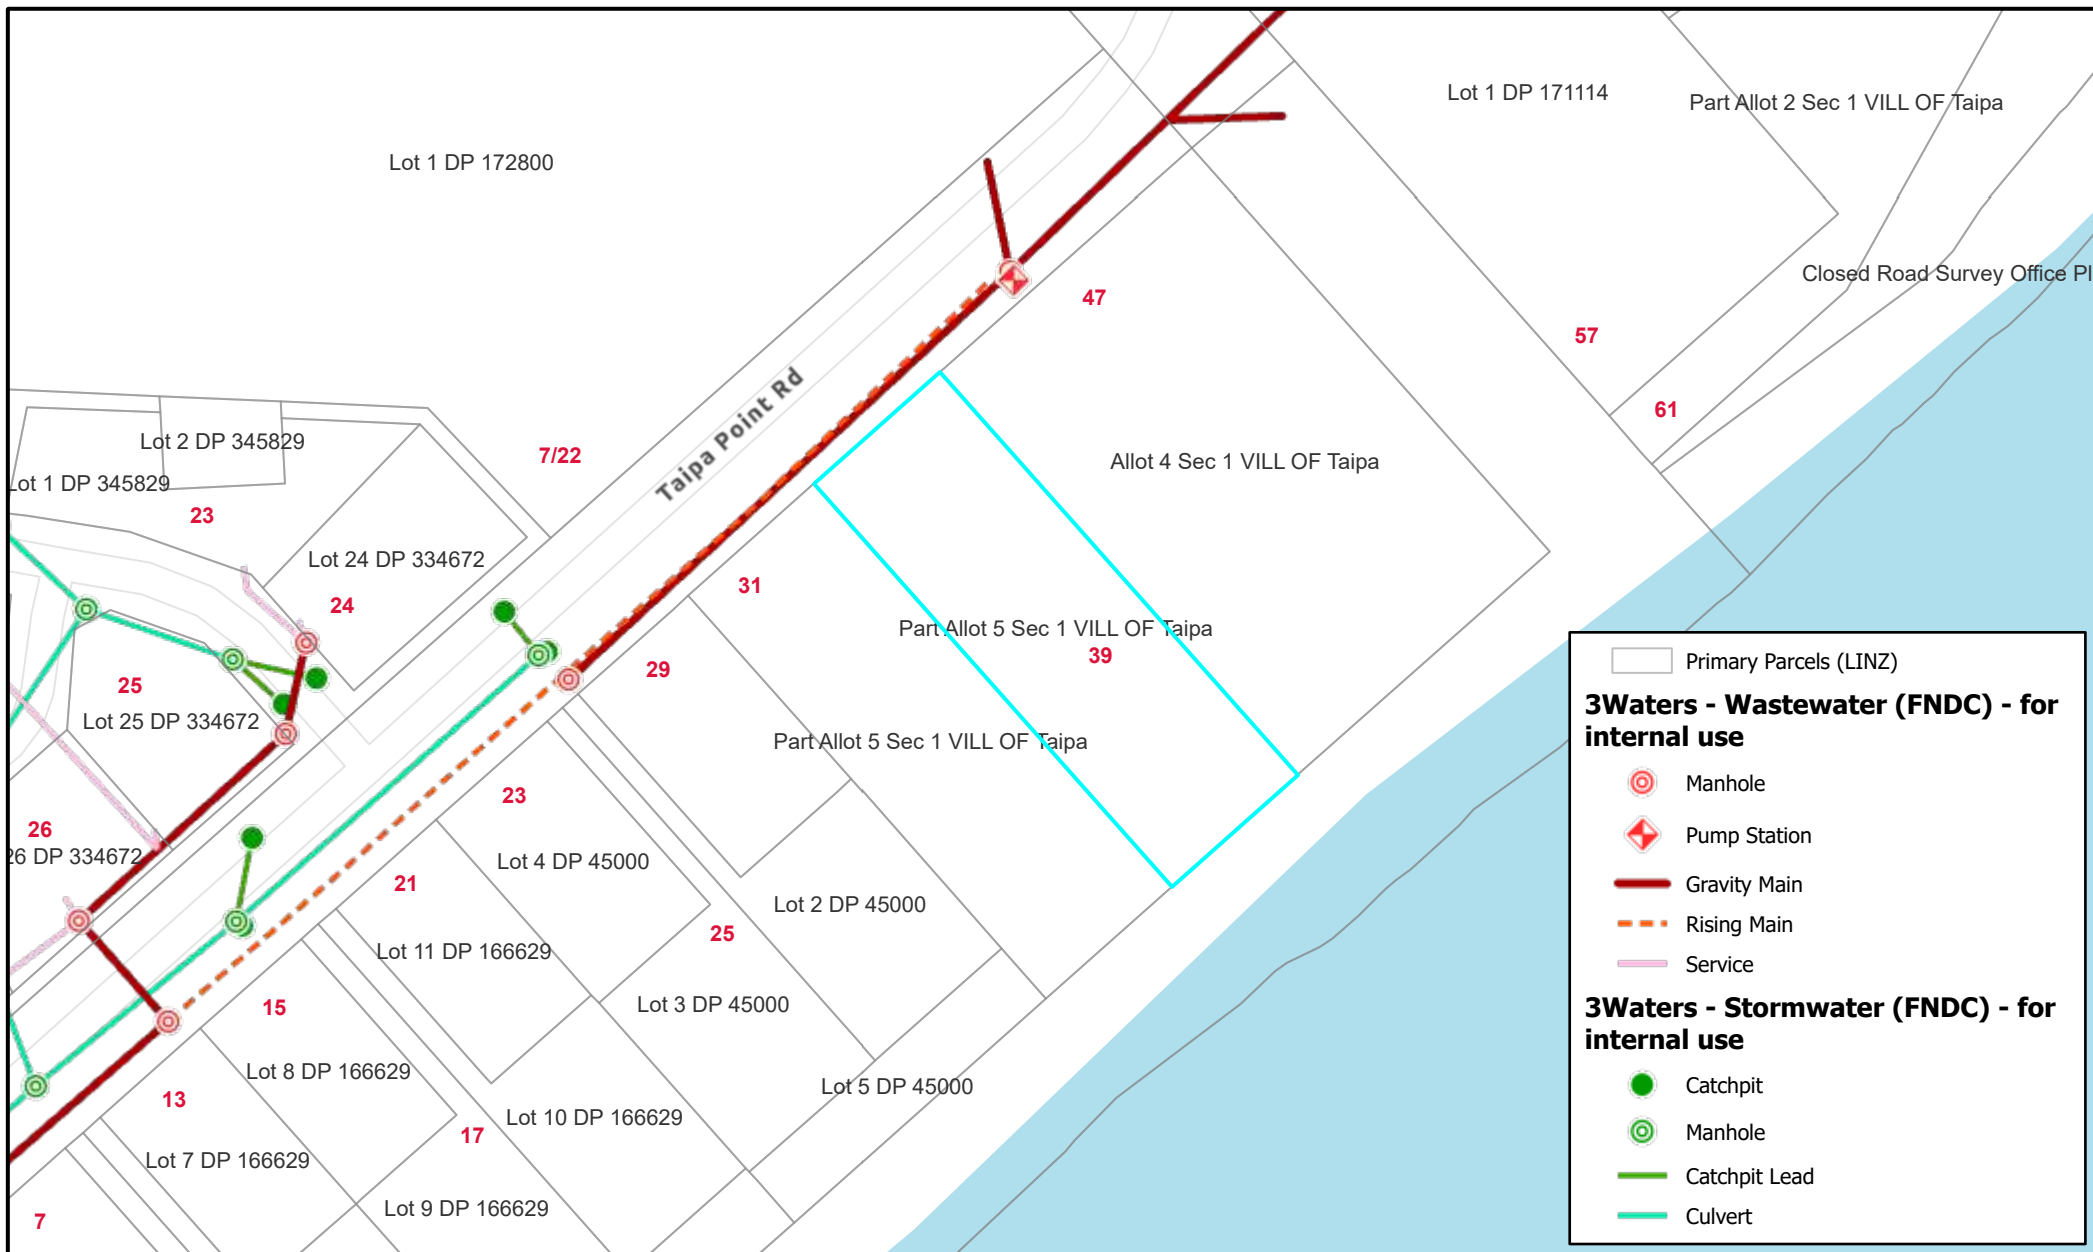 Lot 1 DP 171114
Part Allot 2 Sec 1 VILL OF Taipa
Lot 1 DP 172800
Closed Road Survey Office Pl
47
57
Taipa Point Rd
61
Lot 2 DP 345829
7/22
Allot 4 Sec 1 VILL OF Taipa
Lot 1 DP 345829
23
Lot 24 DP 334672
31
24
Part Allot 5 Sec 1 VILL OF Taipa
39
29
25
Lot 25 DP 334672
Part Allot 5 Sec 1 VILL OF Taipa
23
26
26 DP 334672
Lot 4 DP 45000
21
Lot 2 DP 45000
25
Lot 11 DP 166629
15
Lot 3 DP 45000
Lot 8 DP 166629
Lot 5 DP 45000
13
Lot 10 DP 166629
17
Lot 7 DP 166629
Lot 9 DP 166629
7
Primary Parcels (LINZ)
3Waters - Wastewater (FNDC) - for
internal use
Manhole
Pump Station
Gravity Main
Rising Main
Service
3Waters - Stormwater (FNDC) - for
internal use
Catchpit
Manhole
Catchpit Lead
Culvert